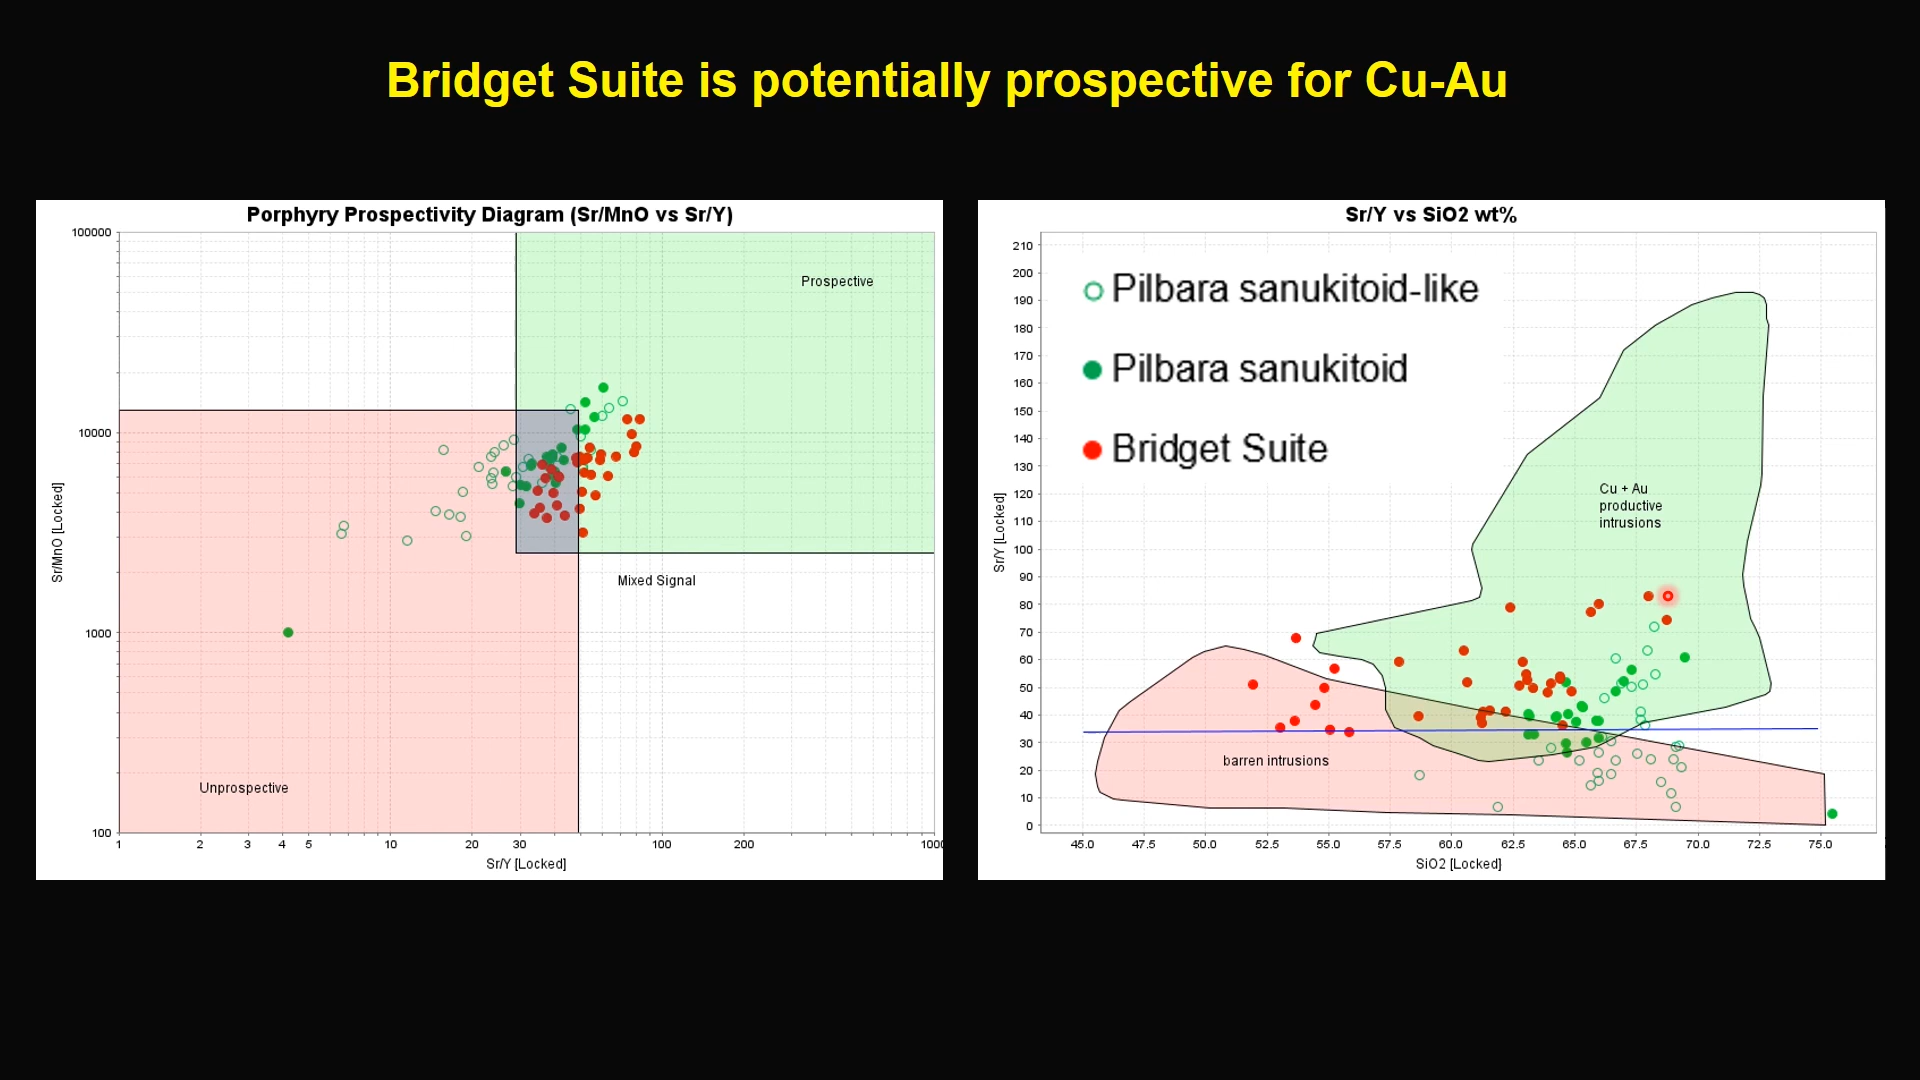 Bridget Suite is potentially prospective for Cu-Au
Porphyry Prospectivity Diagram (Sr/MnO vs Sr/Y)
100000
10000
1000
100
Sr/MnO [Locked]
Prospective
Mixed Signal
Unprospective
1 2 3 4 5 10 20 30 100 200 1000
Sr/Y [Locked]
Sr/Y vs SiO2 wt%
Pilbara sanukitoid-like
Pilbara sanukitoid
Bridget Suite
210
200
190
180
170
160
150
140
130
120
110
100
90
80
70
60
50
40
30
20
10
0
Sr/Y [Locked]
Cu + Au
productive
intrusions
barren intrusions
45.0 47.5 50.0 52.5 55.0 57.5 60.0 62.5 65.0 67.5 70.0 72.5 75.0
SiO2 [Locked]